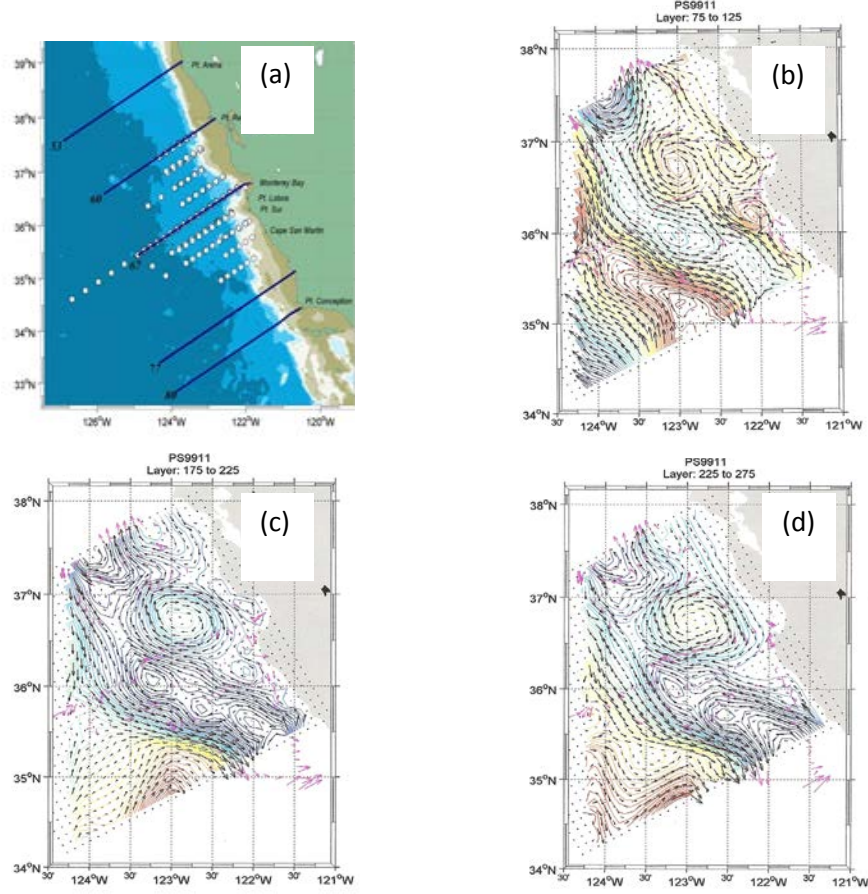 (a)
39°N
38°N
37°N
36°N
35°N
34°N
33°N
Pt. Arena
Monterey Bay
Pt. Lobos
Pt. Sur
Cape San Martin
Pt. Conception
53
60
67
77
80
126°W
124°W
122°W
120°W
PS9911
Layer: 75 to 125
(b)
38°N
37°N
36°N
35°N
34°N
30'
124°W
30'
123°W
30'
122°W
30'
121°W
PS9911
Layer: 175 to 225
(c)
38°N
37°N
36°N
35°N
34°N
30'
124°W
30'
123°W
30'
122°W
30'
121°W
PS9911
Layer: 225 to 275
(d)
38°N
37°N
36°N
35°N
34°N
30'
124°W
30'
123°W
30'
122°W
30'
121°W